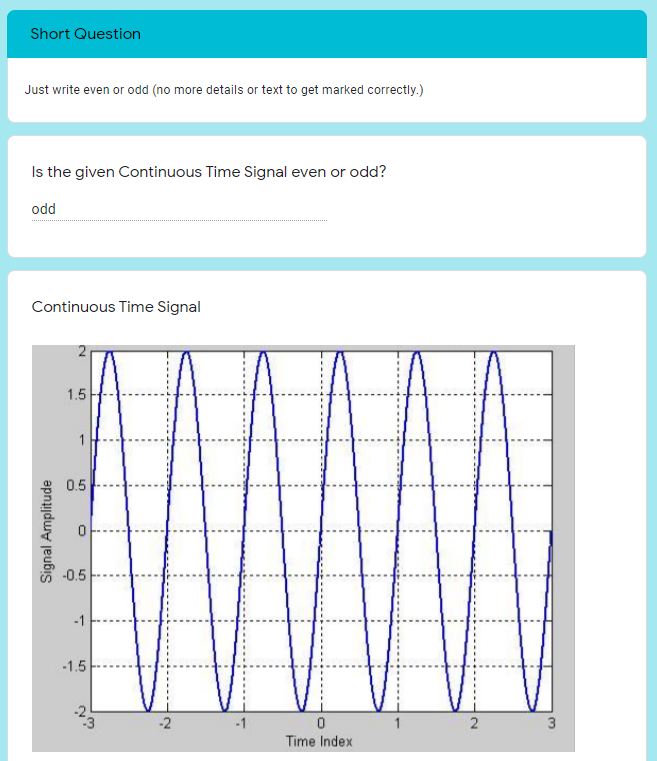 Short Question
Just write even or odd (no more details or text to get marked correctly.)
Is the given Continuous Time Signal even or odd?
odd
Continuous Time Signal
2
1.5
1
0.5
0
-0.5
-1
-1.5
-2
Signal Amplitude
-3 -2 -1 0 1 2 3
Time Index